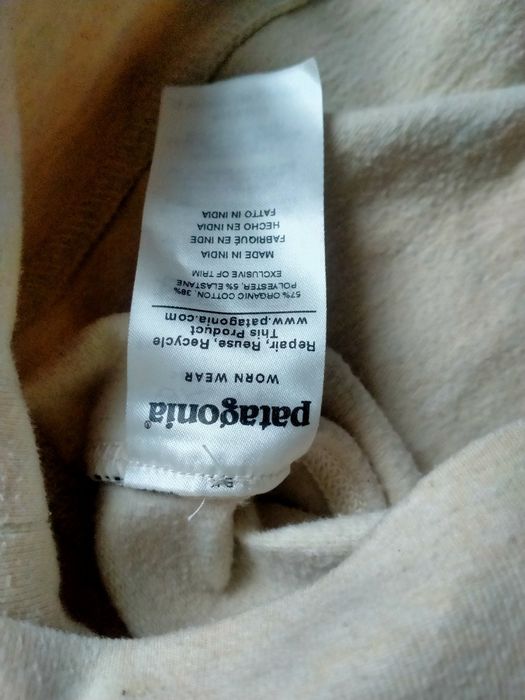 patagonia®
WORN WEAR
Repair, Reuse, Recycle
This Product
www.patagonia.com
57% ORGANIC COTTON, 38%
POLYESTER, 5% ELASTANE
EXCLUSIVE OF TRIM
MADE IN INDIA
FABRIQUÉ EN INDE
HECHO EN INDIA
FATTO IN INDIA